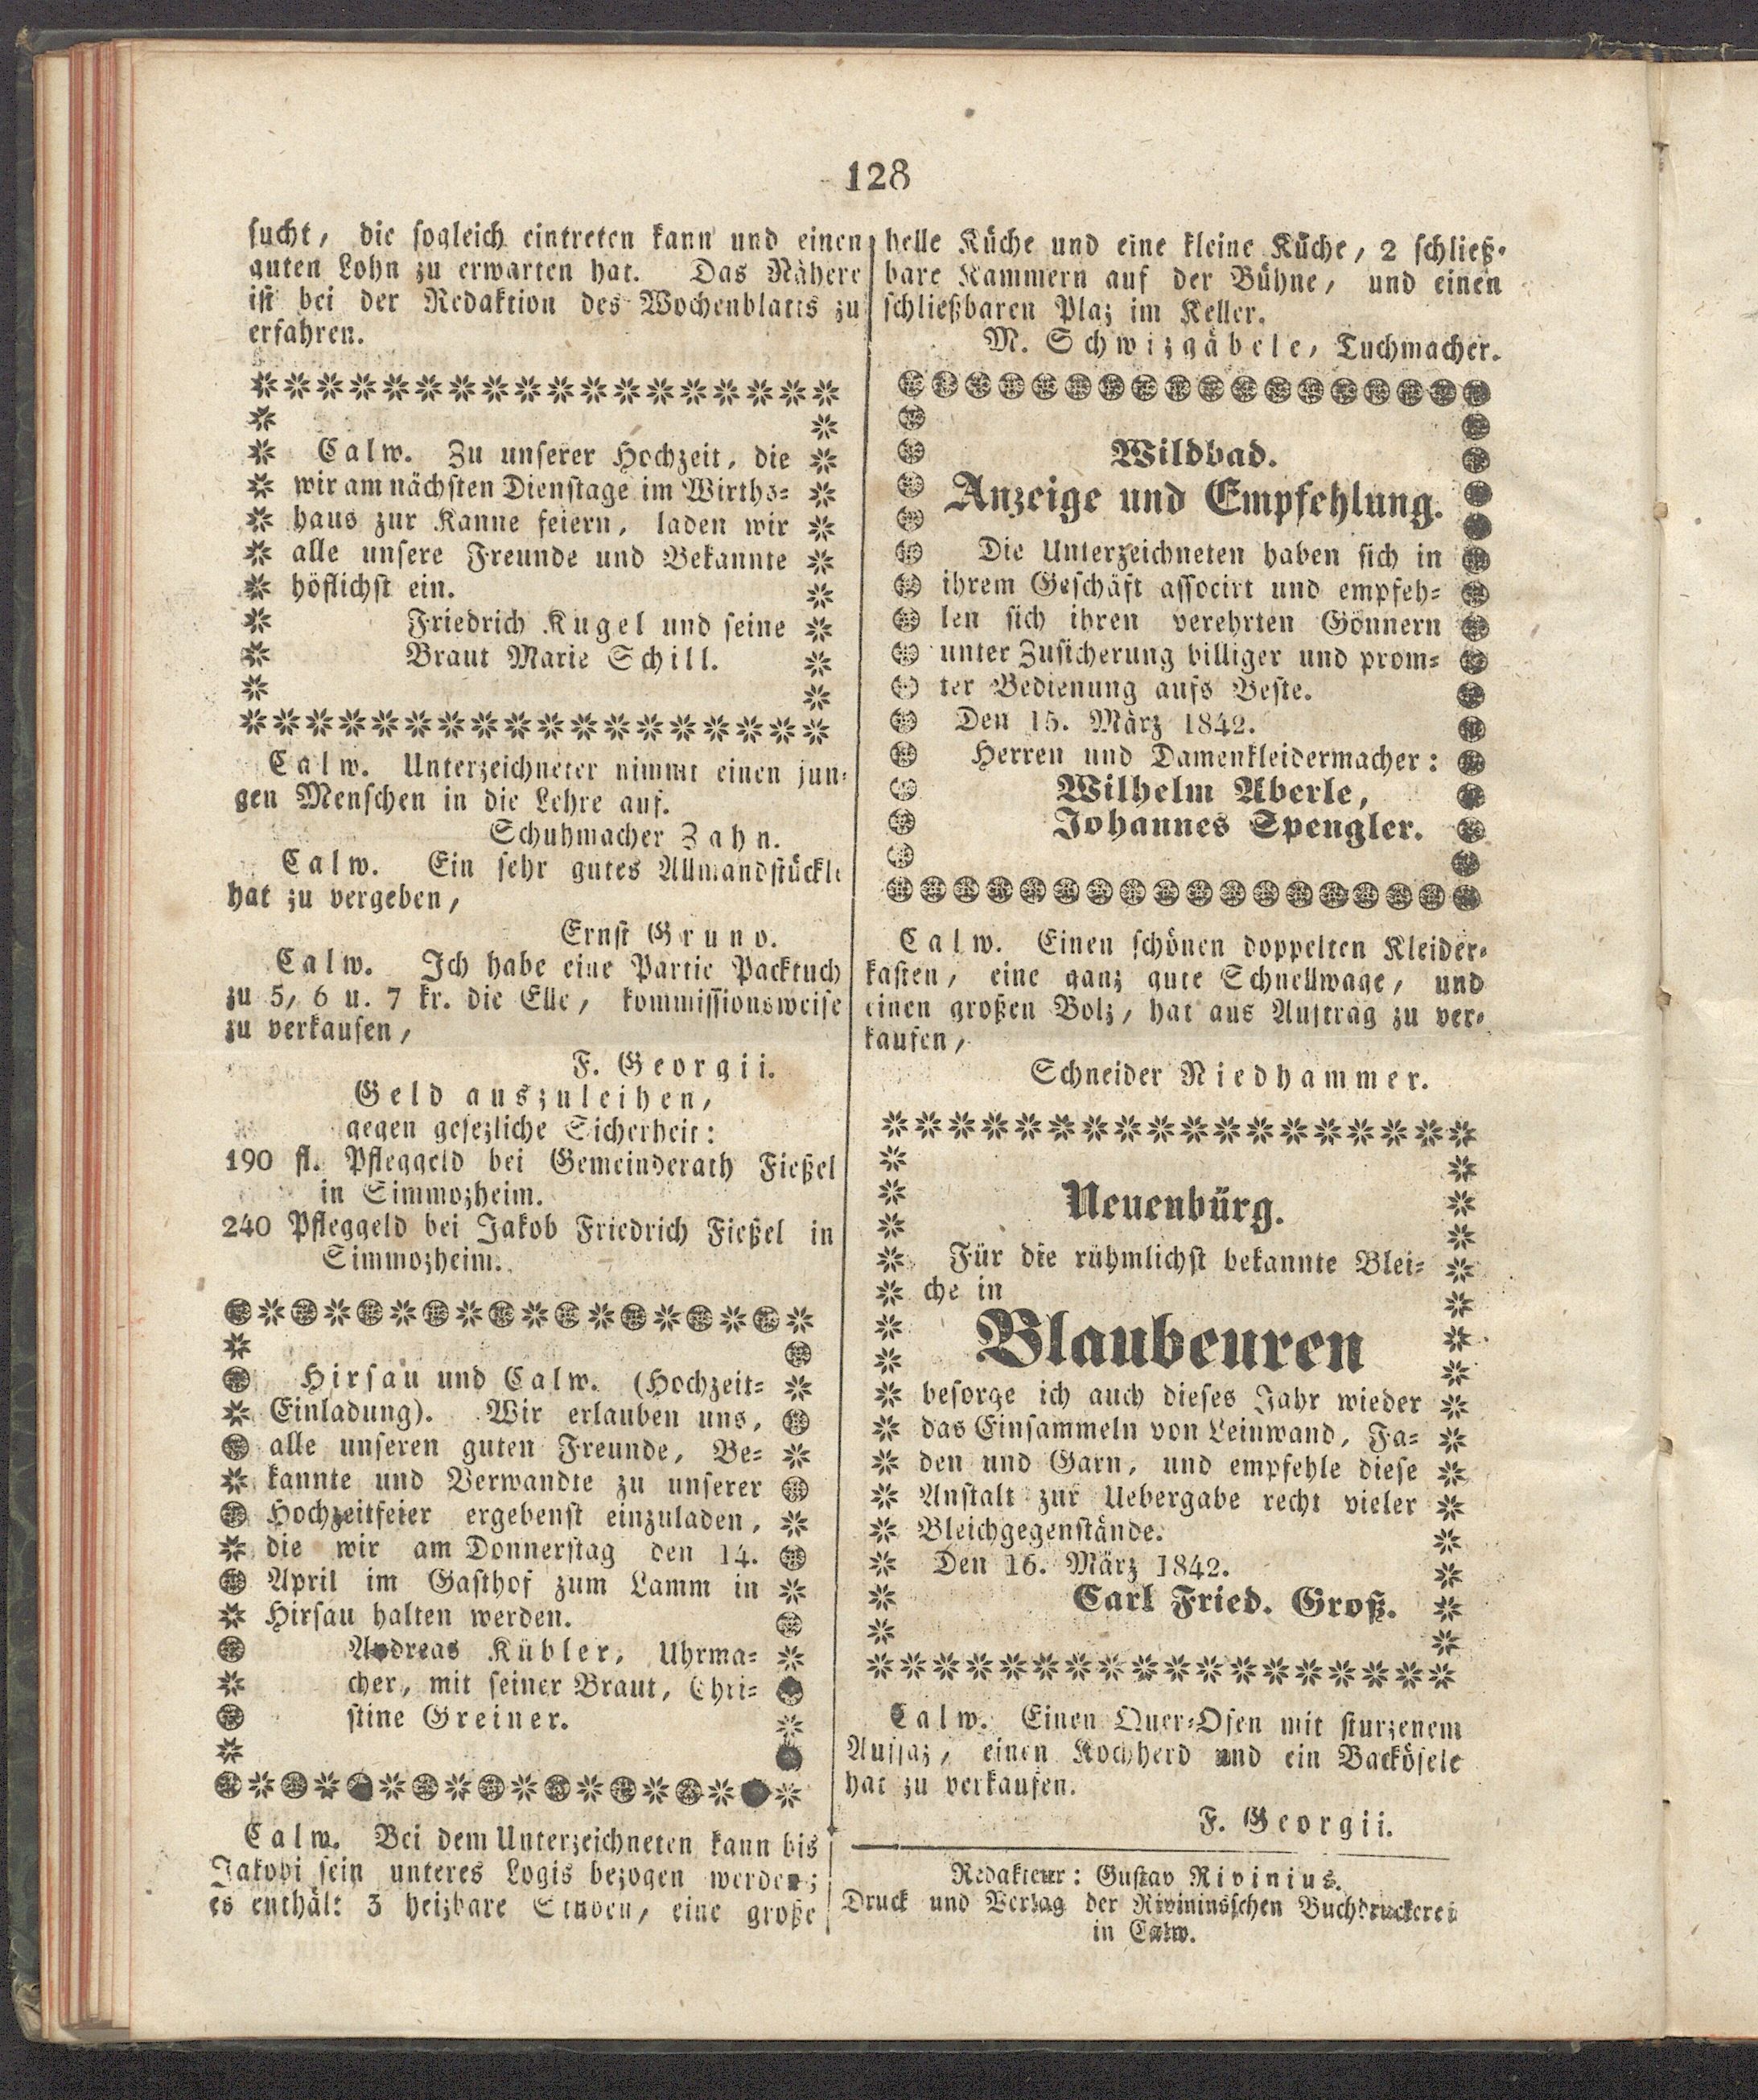 128
sucht, die sogleich eintreten kann und einen
guten Lohn zu erwarten hat. Das Nähere
ist bei der Redaktion des Wochenblatts zu
erfahren.
Calw. Zu unserer Hochzeit, die
wir am nächsten Dienstage im Wirths-
haus zur Kanne feiern, laden wir
alle unsere Freunde und Bekannte
höflichst ein.
Friedrich Kugel und seine
Braut Marie Schill.
Calw. Unterzeichneter nimmt einen jun-
gen Menschen in die Lehre auf.
Schuhmacher Zahn.
Calw. Ein sehr gutes Allmandstückle
hat zu vergeben,
Ernst Gruno.
Calw. Ich habe eine Partie Packtuch
zu 5, 6 u. 7 kr. die Elle, kommissionsweise
zu verkaufen,
F. Georgii.
Geld auszuleihen,
gegen gesezliche Sicherheit:
190 fl. Pfleggeld bei Gemeinderath Fießel
in Simmozheim.
240 Pfleggeld bei Jakob Friedrich Fießel in
Simmozheim.
Hirsau und Calw. (Hochzeit-
Einladung). Wir erlauben uns,
alle unseren guten Freunde, Be-
kannte und Verwandte zu unserer
Hochzeitfeier ergebenst einzuladen,
die wir am Donnerstag den 14.
April im Gasthof zum Lamm in
Hirsau halten werden.
Andreas Kübler, Uhrma-
cher, mit seiner Braut, Chri-
stine Greiner.
Calw. Bei dem Unterzeichneten kann bis
Jakobi sein unteres Logis bezogen werden;
es enthält 3 heizbare Stuben, eine große
helle Küche und eine kleine Küche, 2 schließ-
bare Kammern auf der Bühne, und einen
schließbaren Plaz im Keller.
M. Schwizgäbele, Tuchmacher.
Wildbad.
Anzeige und Empfehlung.
Die Unterzeichneten haben sich in
ihrem Geschäft associrt und empfeh-
len sich ihren verehrten Gönnern
unter Zusicherung billiger und prom-
ter Bedienung aufs Beste.
Den 15. März 1842.
Herren und Damenkleidermacher:
Wilhelm Aberle,
Johannes Spengler.
Calw. Einen schönen doppelten Kleider-
kasten, eine ganz gute Schnellwage, und
einen großen Bolz, hat aus Auftrag zu ver-
kaufen,
Schneider Niedhammer.
Neuenbürg.
Für die rühmlichst bekannte Blei-
che in
Blaubeuren
besorge ich auch dieses Jahr wieder
das Einsammeln von Leinwand, Fa-
den und Garn, und empfehle diese
Anstalt zur Uebergabe recht vieler
Bleichgegenstände.
Den 16. März 1842.
Carl Fried. Groß.
Calw. Einen Quer-Ofen mit sturzenem
Aufsaz, einen Kochherd und ein Backöfele
hat zu verkaufen.
F. Georgii.
Redakteur: Gustav Rivinius.
Druck und Verlag der Rivininsschen Buchdruckerei
in Calw.